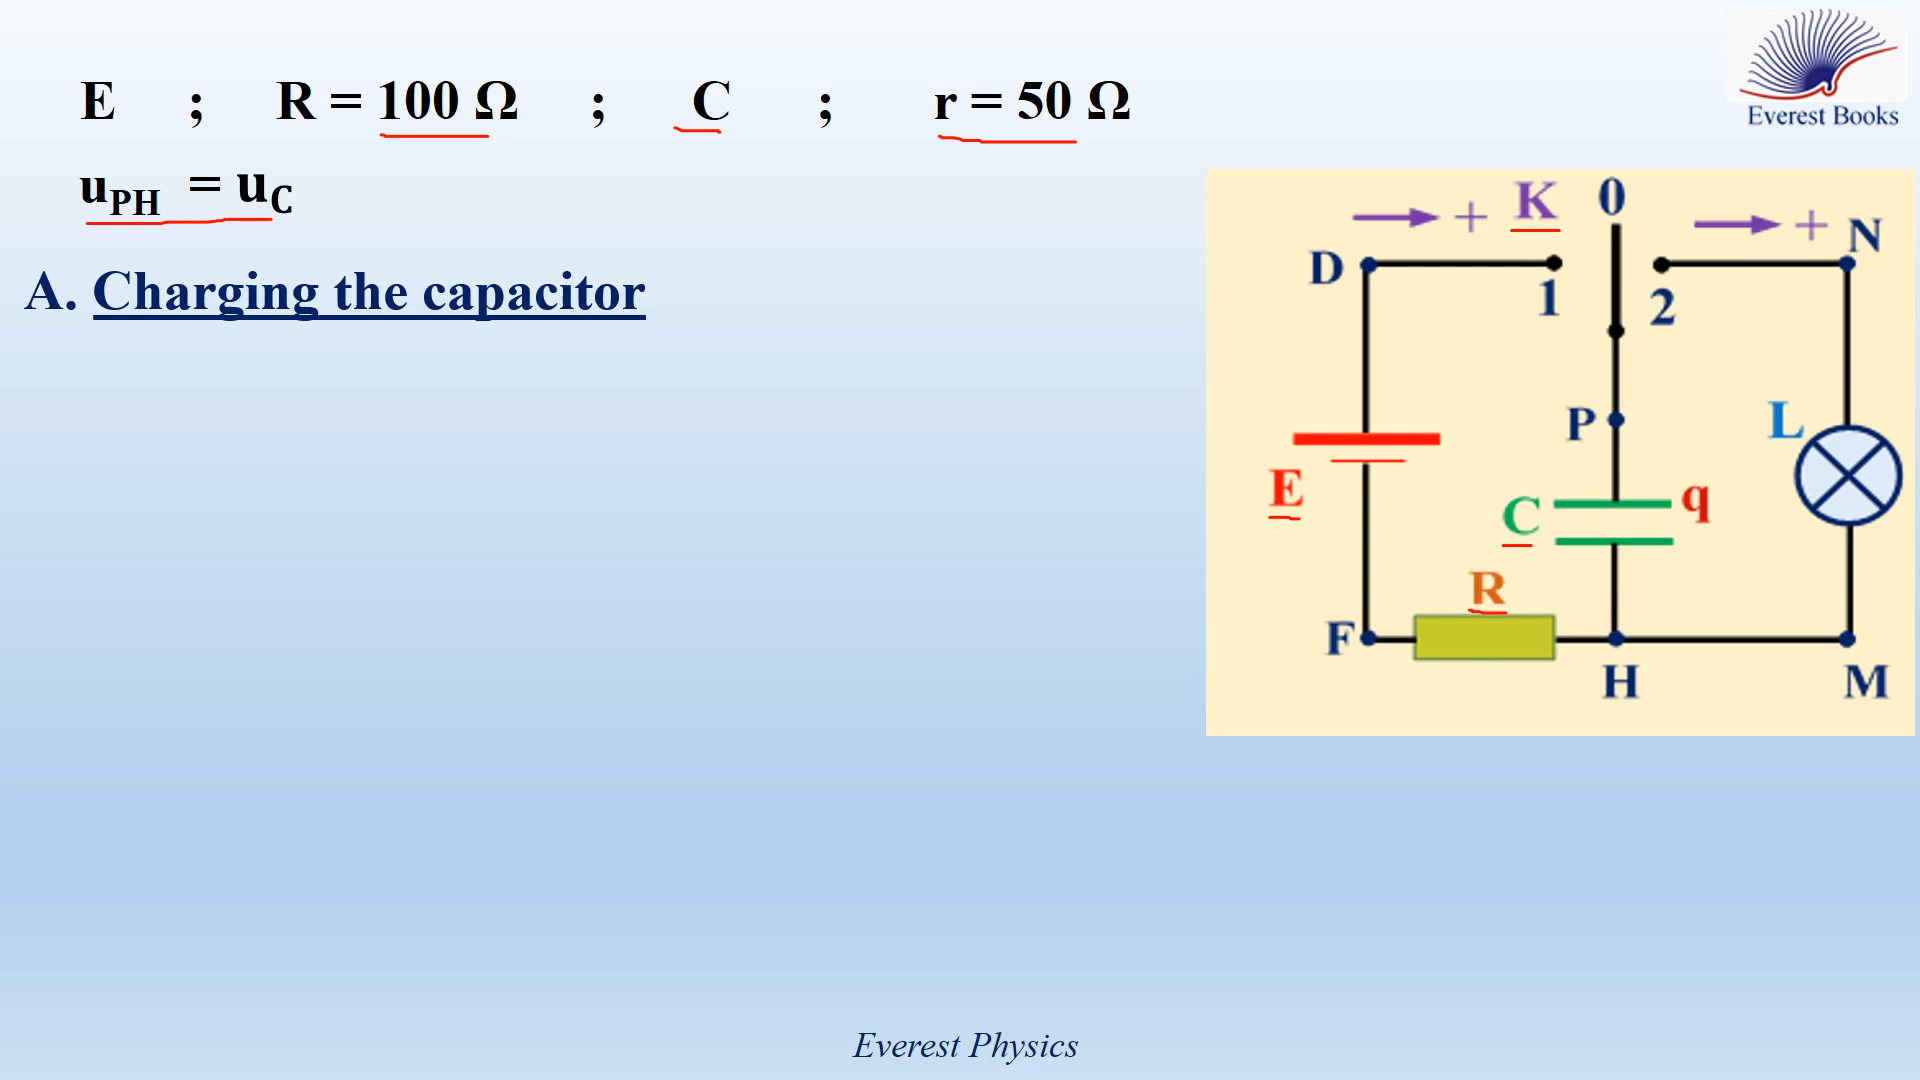 Everest Books
E ; R = 100 Ω ; C ; r = 50 Ω
uPH = uC
A. Charging the capacitor
+ K 0 + N
D 1 2
P L
E C q
R
F H M
Everest Physics